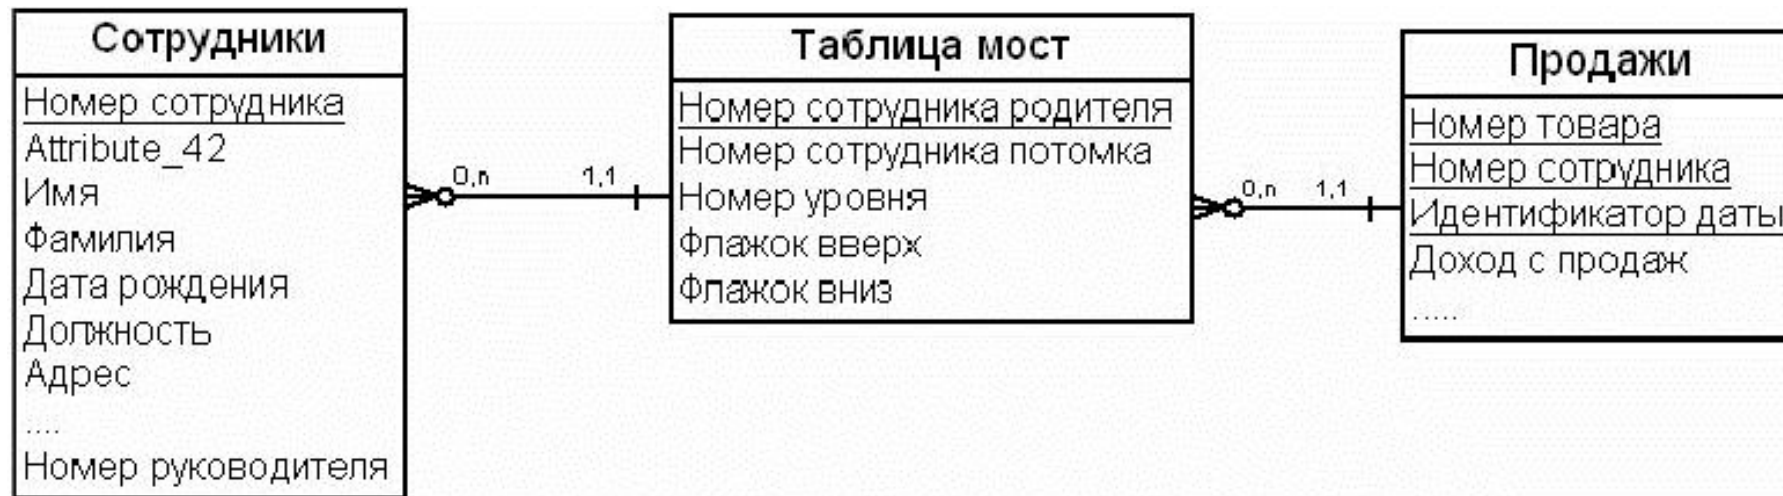 Сотрудники
Номер сотрудника
Attribute_42
Имя
Фамилия
Дата рождения
Должность
Адрес
....
Номер руководителя
0,n
1,1
Таблица мост
Номер сотрудника родителя
Номер сотрудника потомка
Номер уровня
Флажок вверх
Флажок вниз
0,n
1,1
Продажи
Номер товара
Номер сотрудника
Идентификатор даты
Доход с продаж
.....